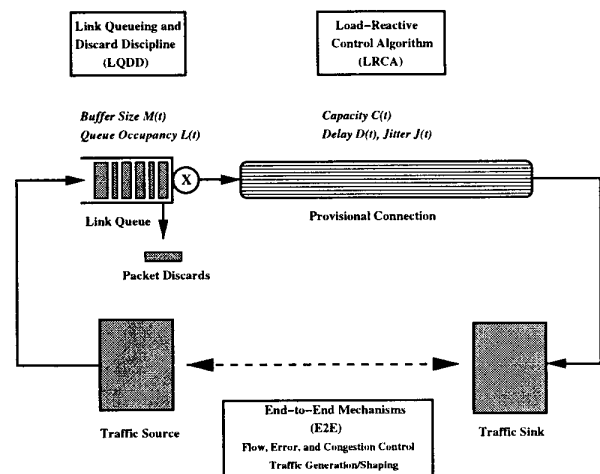 Link Queueing and
Discard Discipline
(LQDD)
Load-Reactive
Control Algorithm
(LRCA)
Buffer Size M(t)
Queue Occupancy L(t)
Capacity C(t)
Delay D(t), Jitter J(t)
X
Link Queue
Provisional Connection
Packet Discards
Traffic Source
Traffic Sink
End-to-End Mechanisms
(E2E)
Flow, Error, and Congestion Control
Traffic Generation/Shaping